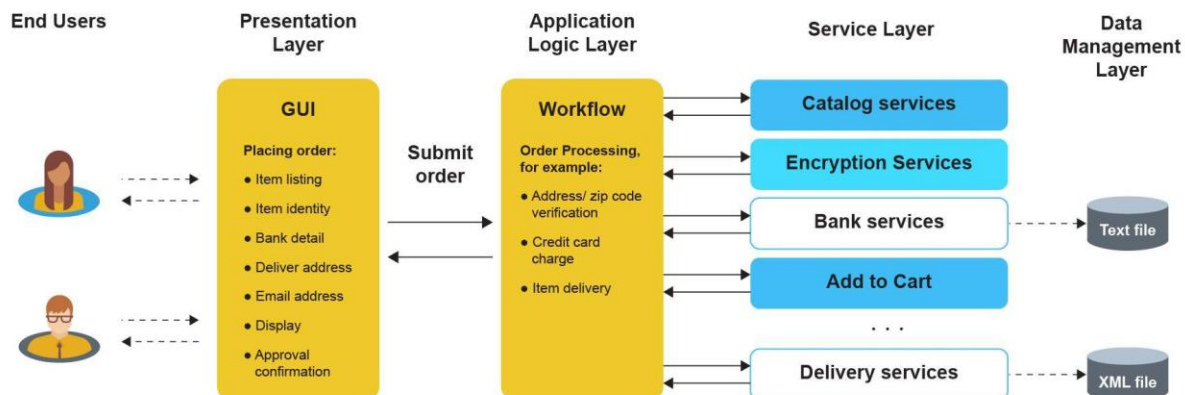 End Users
Presentation
Layer
Application
Logic Layer
Service Layer
Data
Management
Layer
GUI
Placing order:
● Item listing
● Item identity
● Bank detail
● Deliver address
● Email address
● Display
● Approval
confirmation
Submit
order
Workflow
Order Processing,
for example:
● Address/ zip code
verification
● Credit card
charge
● Item delivery
Catalog services
Encryption Services
Bank services
Add to Cart
. . .
Delivery services
Text file
XML file